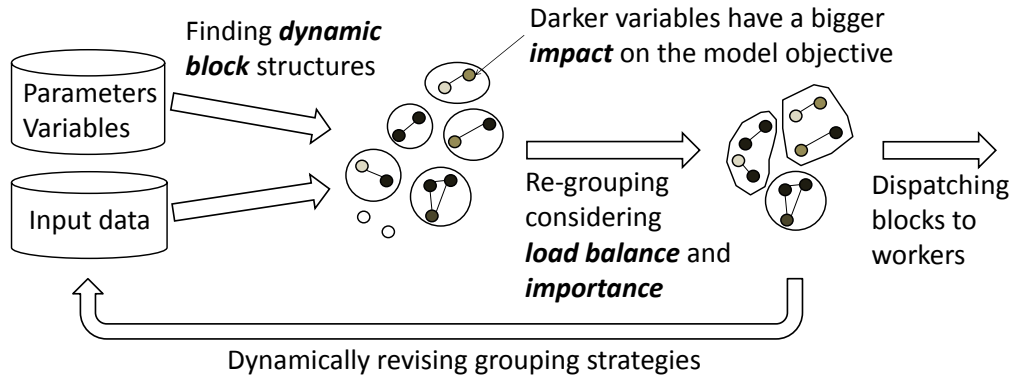 Parameters
Variables
Input data
Finding dynamic
block structures
Darker variables have a bigger
impact on the model objective
Re-grouping
considering
load balance and
importance
Dispatching
blocks to
workers
Dynamically revising grouping strategies